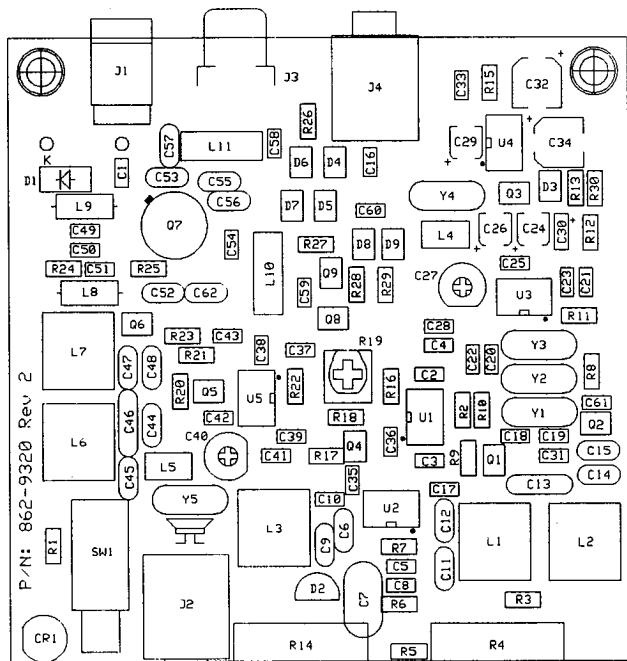 J1
J3
J4
C33
R15
C32
R26
C57
L11
C58
C29
U4
C34
K
D1
C1
C53
C55
D6
D4
C16
L9
C56
D7
D5
C60
Y4
Q3
D3
R13
R30
C49
Q7
C54
L10
R27
D8
D9
L4
C26
C24
C30
R12
C50
R24
C51
R25
Q9
R28
R29
C27
C25
U3
C23
C21
L8
C52
C62
C59
Q8
R11
Q6
R23
C43
C38
C37
R19
C28
C4
Y3
L7
C47
C48
R21
C22
C20
R20
Q5
U5
R22
R16
C2
Y2
R8
L6
C46
C44
C42
R18
U1
R2
R10
Y1
C61
Q2
C40
C39
C41
R17
Q4
C36
C3
R9
Q1
C18
C19
C31
C15
C14
C45
L5
C35
C17
C13
Y5
C10
U2
P/N: 862-9320 Rev 2
R1
SW1
L3
C9
C6
R7
C12
L1
L2
C11
J2
D2
C7
C5
C8
R6
R3
CR1
R14
R5
R4